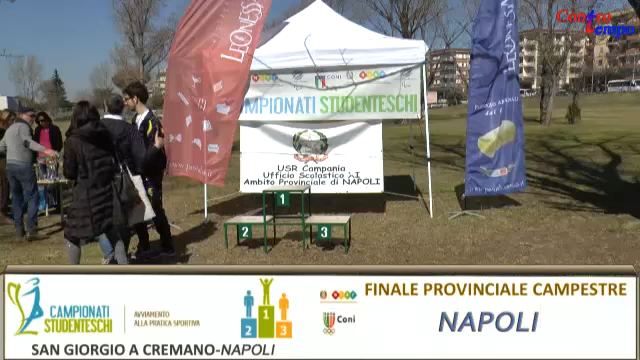 Contro
tempo
LEONESSA
CAMPIONATI STUDENTESCHI
CONI
USR Campania
Ufficio Scolastico
Ambito Provinciale di NAPOLI
1
2
3
CAMPIONATI
STUDENTESCHI
AVVIAMENTO
ALLA PRATICA SPORTIVA
1
2
3
Coni
FINALE PROVINCIALE CAMPESTRE
NAPOLI
SAN GIORGIO A CREMANO-NAPOLI